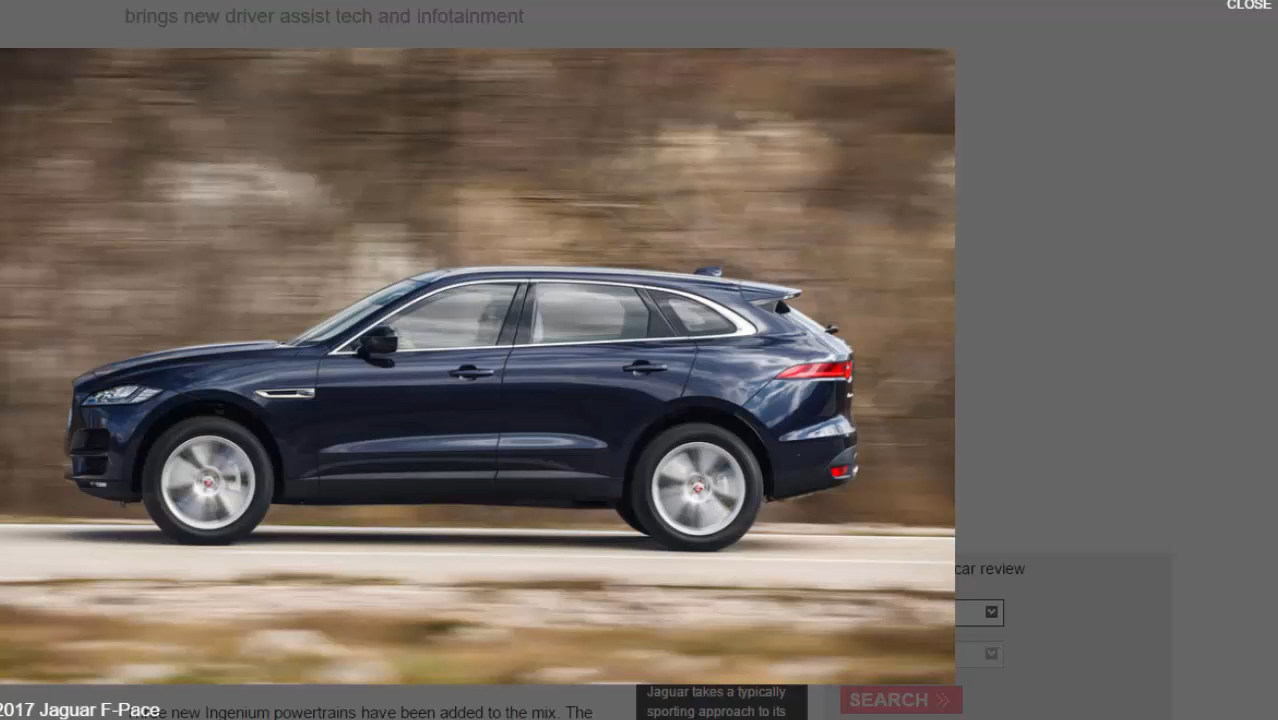 brings new driver assist tech and infotainment
CLOSE
car review
Jaguar takes a typically
sporting approach to its
SEARCH
2017 Jaguar F-Pace
new Ingenium powertrains have been added to the mix. The